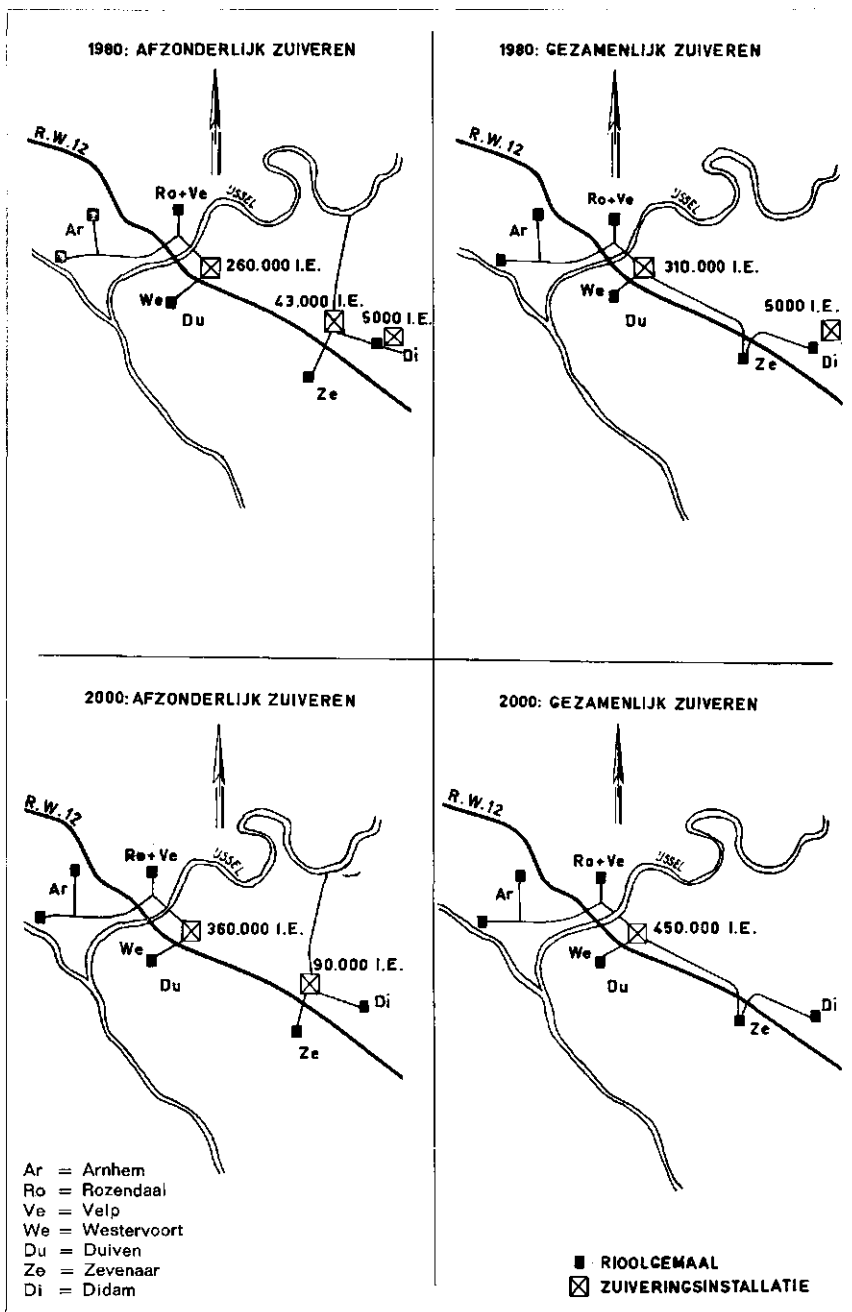 1980: AFZONDERLIJK ZUIVEREN
R.W.12
Ro+Ve
IJSSEL
Ar
260.000 I.E.
We
43.000 I.E.
5000 I.E.
Du
Di
Ze
1980: GEZAMENLIJK ZUIVEREN
R.W.12
Ro+Ve
IJSSEL
Ar
310.000 I.E.
We
5000 I.E.
Du
Ze
Di
2000: AFZONDERLIJK ZUIVEREN
R.W.12
Ro+Ve
IJSSEL
Ar
360.000 I.E.
We
90.000 I.E.
Du
Di
Ze
2000: GEZAMENLIJK ZUIVEREN
R.W.12
Ro+Ve
IJSSEL
Ar
450.000 I.E.
We
Du
Di
Ze
Ar = Arnhem
Ro = Rozendaal
Ve = Velp
We = Westervoort
Du = Duiven
Ze = Zevenaar
Di = Didam
RIOOLGEMAAL
ZUIVERINGSINSTALLATIE